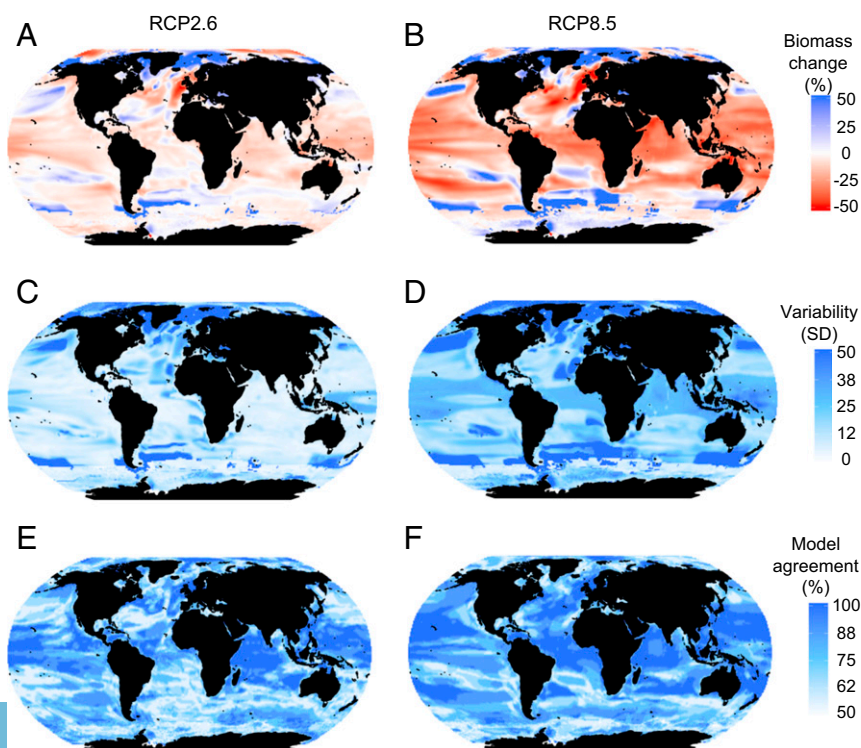 RCP2.6
RCP8.5
A
B
Biomass
change
(%)
50
25
0
-25
-50
C
D
Variability
(SD)
50
35
25
12
0
E
F
Model
agreement
(%)
100
88
75
62
50